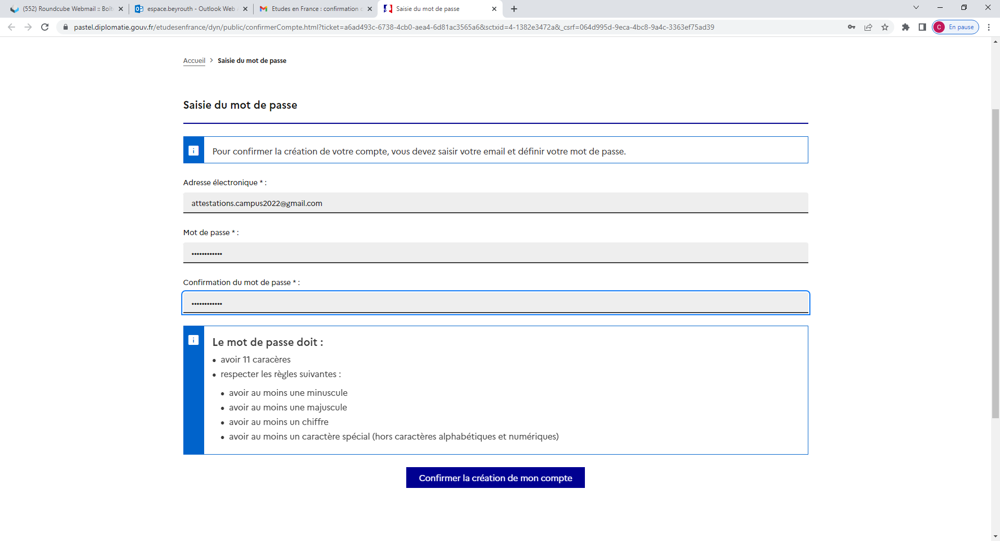 (552) Roundcube Webmail :: Boît
espace.beyrouth - Outlook Web
Etudes en France : confirmation
Saisie du mot de passe
pastel.diplomatie.gouv.fr/etudesenfrance/dyn/public/confirmerCompte.html?ticket=a6ad493c-6738-4cb0-aea4-6d81ac3565a6&sctxid=4-1382e3472a&_csrf=064d995d-9eca-4bc8-9a4c-3363ef75ad39
C En pause
Accueil > Saisie du mot de passe
Saisie du mot de passe
Pour confirmer la création de votre compte, vous devez saisir votre email et définir votre mot de passe.
Adresse électronique * :
attestations.campus2022@gmail.com
Mot de passe * :
••••••••••••
Confirmation du mot de passe * :
••••••••••••
Le mot de passe doit :
• avoir 11 caracères
• respecter les règles suivantes :
• avoir au moins une minuscule
• avoir au moins une majuscule
• avoir au moins un chiffre
• avoir au moins un caractère spécial (hors caractères alphabétiques et numériques)
Confirmer la création de mon compte